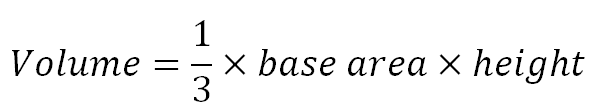 Volume = 1/3 × base area × height